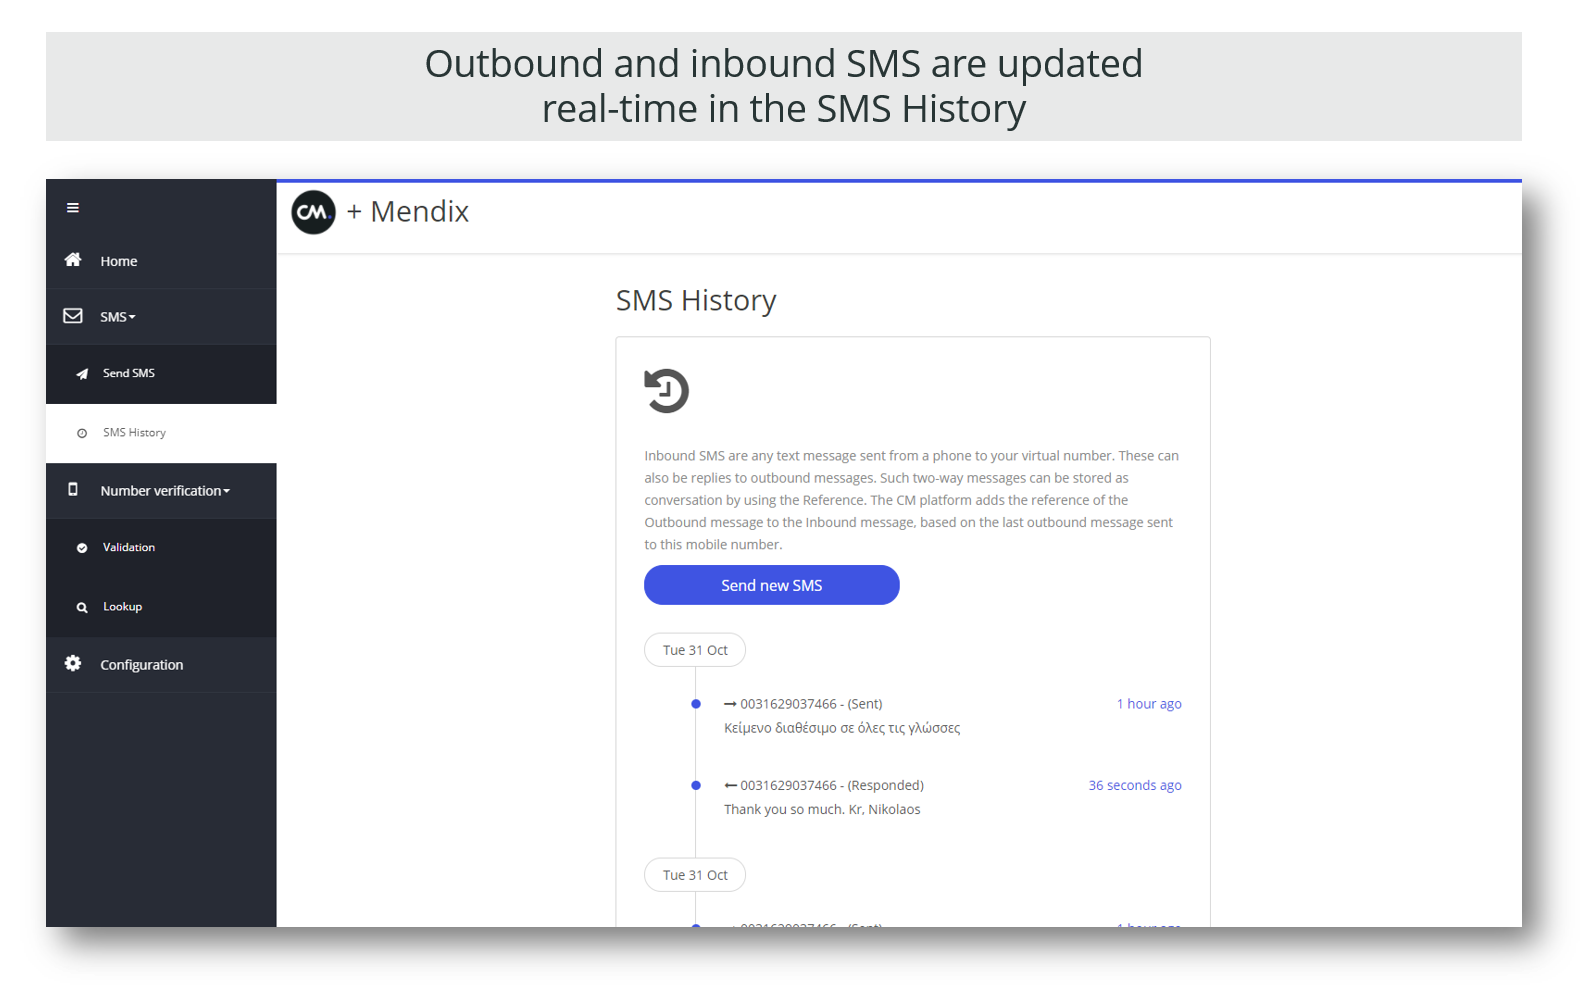 Outbound and inbound SMS are updated
real-time in the SMS History
CM. + Mendix
Home
SMS
Send SMS
SMS History
Number verification
Validation
Lookup
Configuration
SMS History
Inbound SMS are any text message sent from a phone to your virtual number. These can
also be replies to outbound messages. Such two-way messages can be stored as
conversation by using the Reference. The CM platform adds the reference of the
Outbound message to the Inbound message, based on the last outbound message sent
to this mobile number.
Send new SMS
Tue 31 Oct
→ 0031629037466 - (Sent) 1 hour ago
Κείμενο διαθέσιμο σε όλες τις γλώσσες
← 0031629037466 - (Responded) 36 seconds ago
Thank you so much. Kr, Nikolaos
Tue 31 Oct